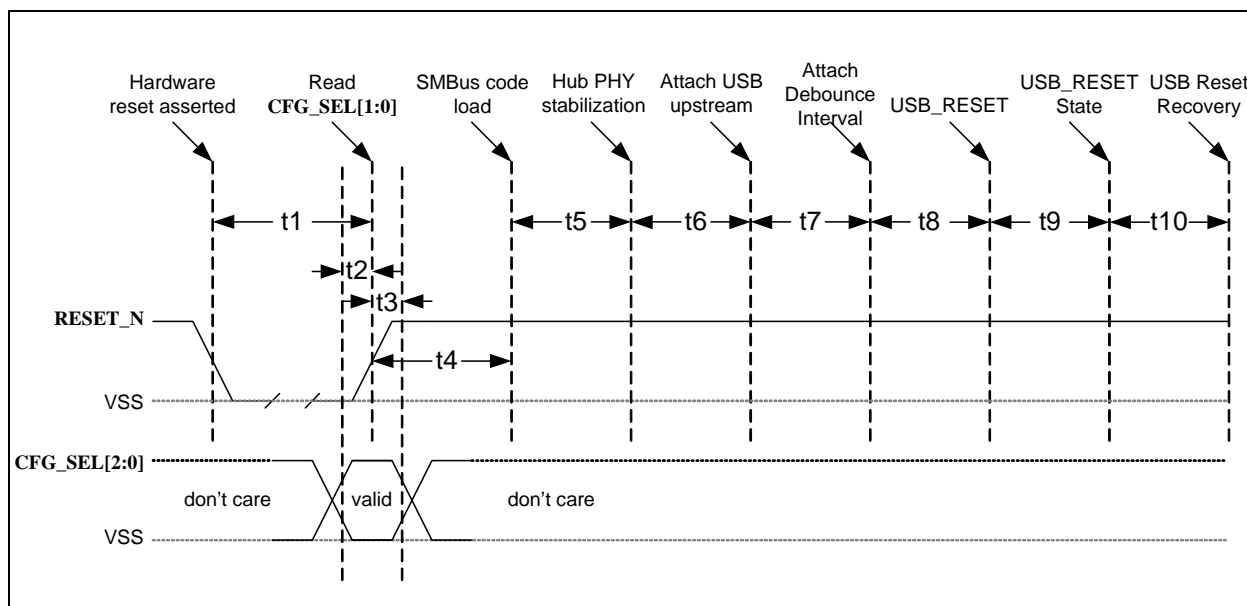 Hardware
reset asserted
Read
CFG_SEL[1:0]
SMBus code
load
Hub PHY
stabilization
Attach USB
upstream
Attach
Debounce
Interval
USB_RESET
USB_RESET
State
USB Reset
Recovery
t1
t5
t6
t7
t8
t9
t10
t2
t3
RESET_N
t4
VSS
CFG_SEL[2:0]
don't care
valid
don't care
VSS